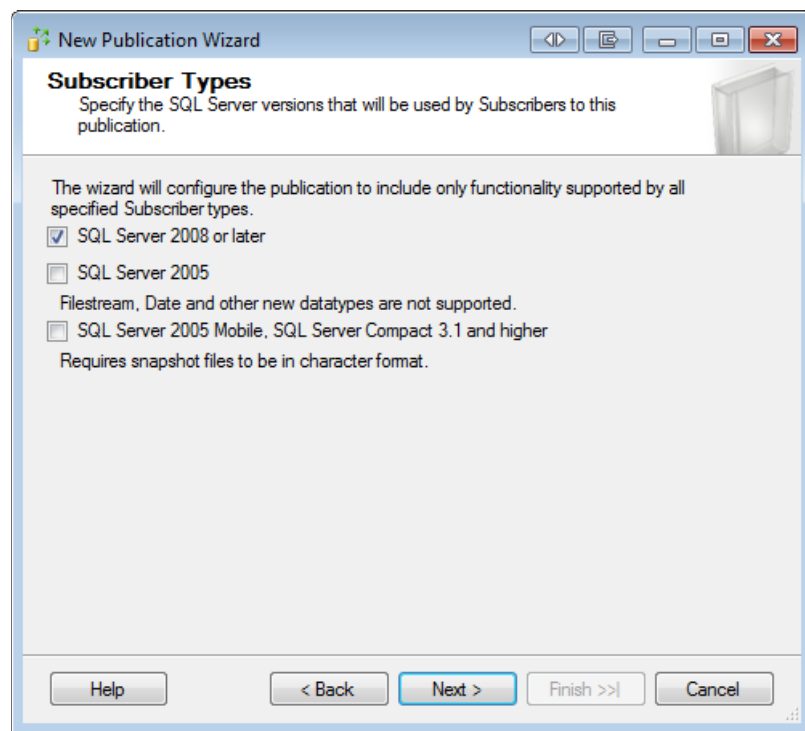 New Publication Wizard
Subscriber Types
Specify the SQL Server versions that will be used by Subscribers to this
publication.
The wizard will configure the publication to include only functionality supported by all
specified Subscriber types.
SQL Server 2008 or later
SQL Server 2005
Filestream, Date and other new datatypes are not supported.
SQL Server 2005 Mobile, SQL Server Compact 3.1 and higher
Requires snapshot files to be in character format.
Help < Back Next > Finish >>| Cancel